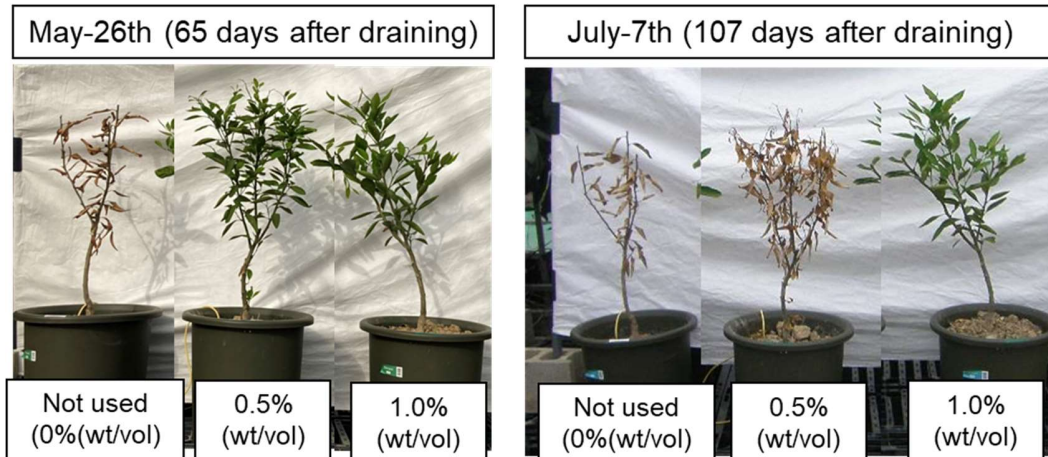 May-26th (65 days after draining)
July-7th (107 days after draining)
Not used
(0%(wt/vol)
0.5%
(wt/vol)
1.0%
(wt/vol)
Not used
(0%(wt/vol)
0.5%
(wt/vol)
1.0%
(wt/vol)